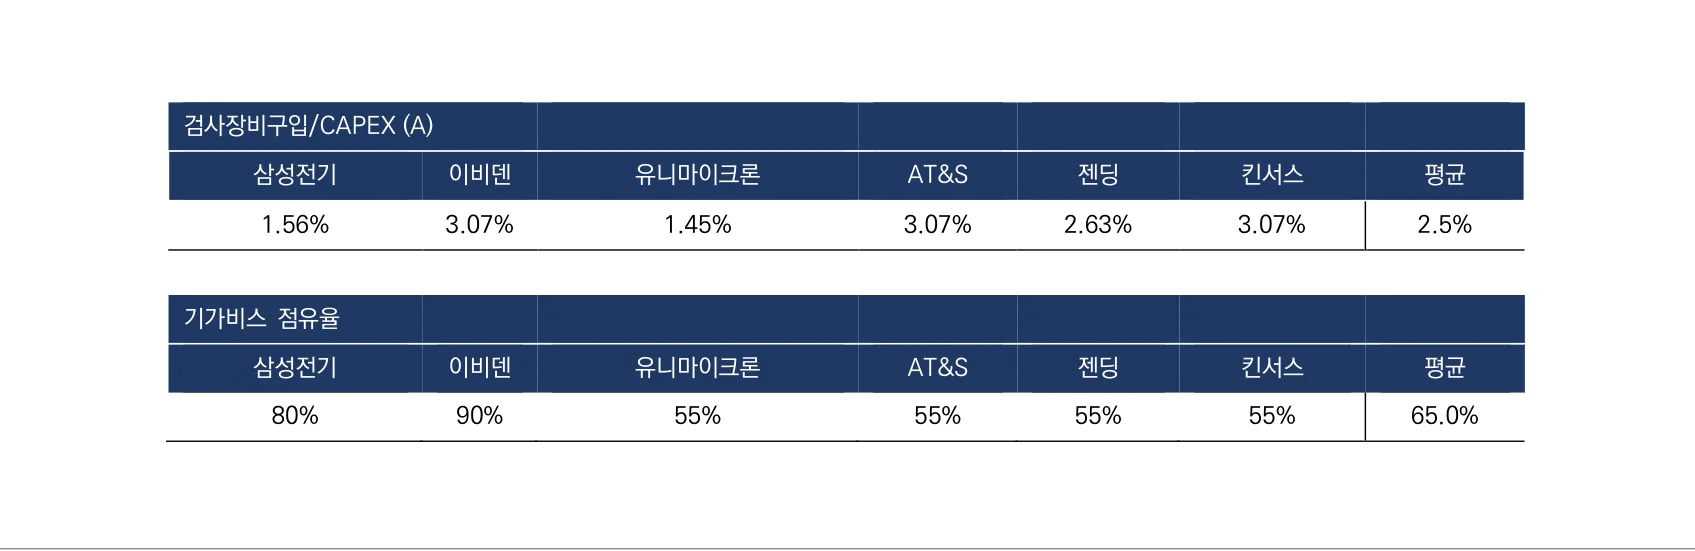 검사장비구입/CAPEX (A)
삼성전기 이비덴 유니마이크론 AT&S 젠딩 킨서스 평균
1.56% 3.07% 1.45% 3.07% 2.63% 3.07% 2.5%
기가비스 점유율
삼성전기 이비덴 유니마이크론 AT&S 젠딩 킨서스 평균
80% 90% 55% 55% 55% 55% 65.0%